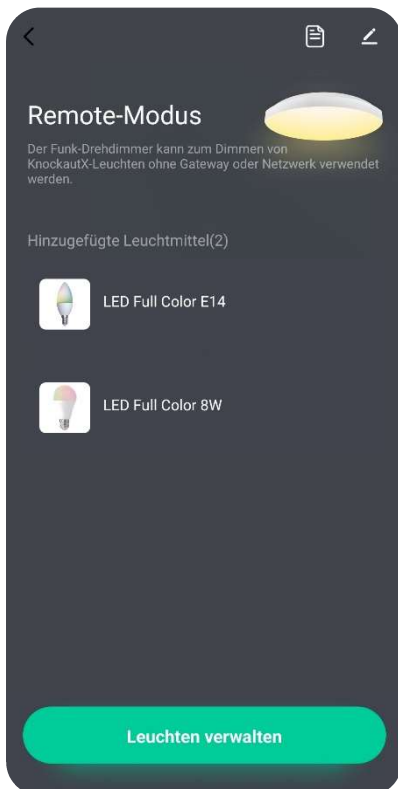 Remote-Modus
Der Funk-Drehdimmer kann zum Dimmen von
KnockautX-Leuchten ohne Gateway oder Netzwerk verwendet
werden.
Hinzugefügte Leuchtmittel(2)
LED Full Color E14
LED Full Color 8W
Leuchten verwalten